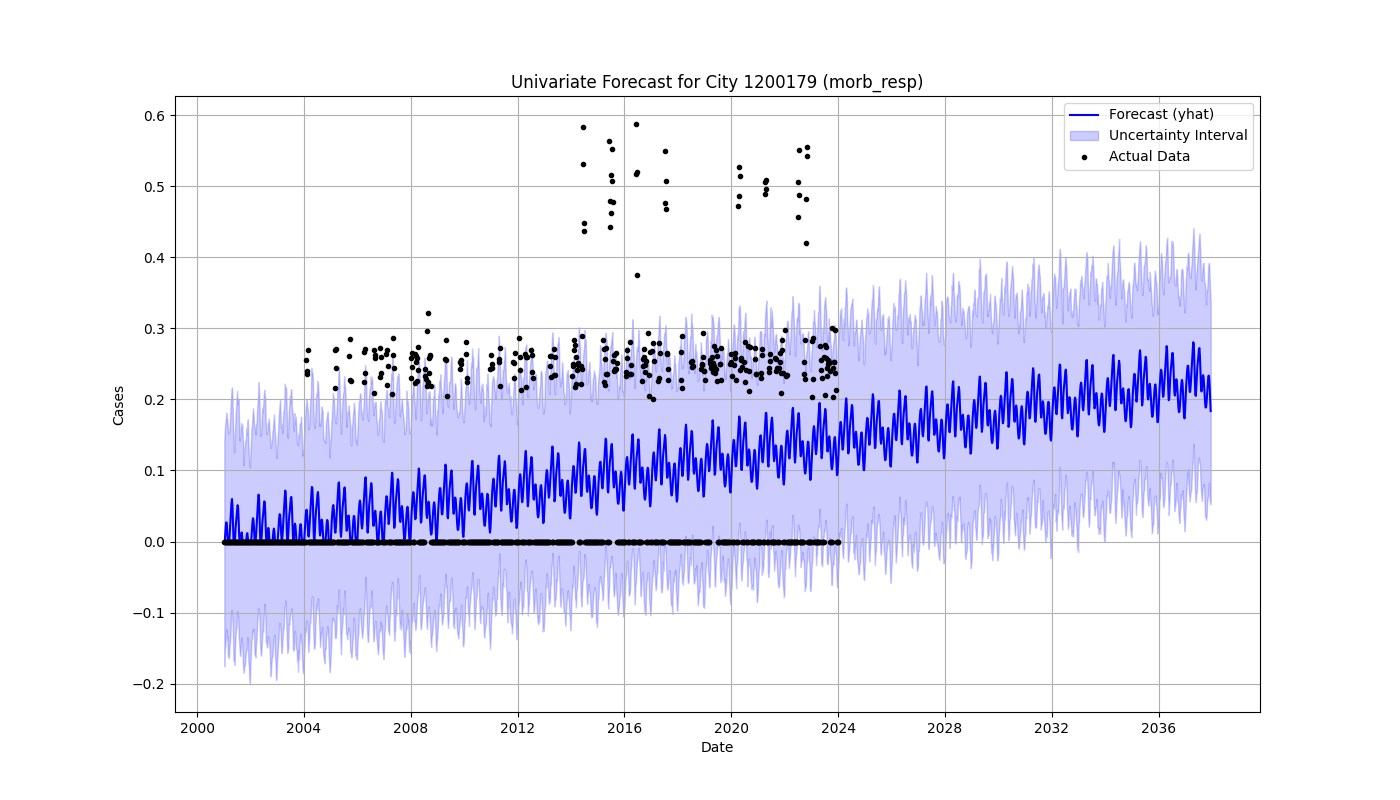 Univariate Forecast for City 1200179 (morb_resp)
Forecast (yhat)
Uncertainty Interval
Actual Data
Cases
0.6
0.5
0.4
0.3
0.2
0.1
0.0
−0.1
−0.2
2000 2004 2008 2012 2016 2020 2024 2028 2032 2036
Date